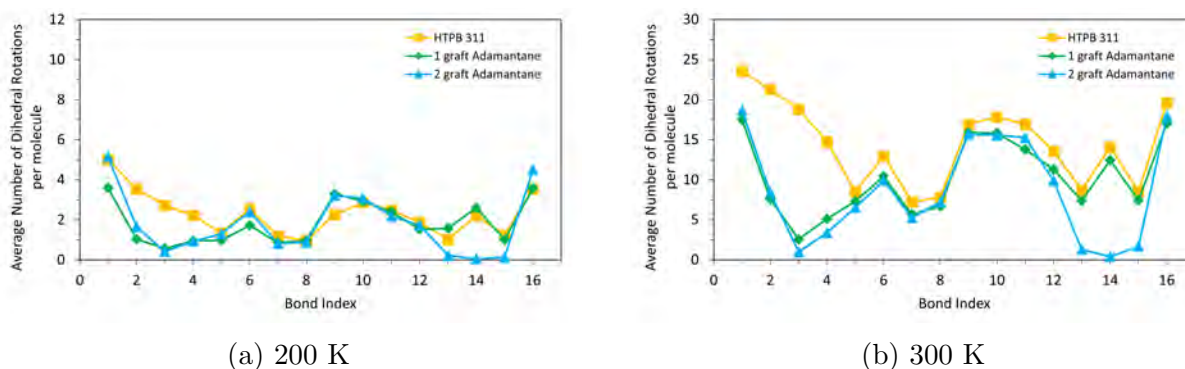 Average Number of Dihedral Rotations
per molecule
12
10
8
6
4
2
0
HTPB 311
1 graft Adamantane
2 graft Adamantane
0 2 4 6 8 10 12 14 16
Bond Index
(a) 200 K
Average Number of Dihedral Rotations
per molecule
30
25
20
15
10
5
0
HTPB 311
1 graft Adamantane
2 graft Adamantane
0 2 4 6 8 10 12 14 16
Bond Index
(b) 300 K